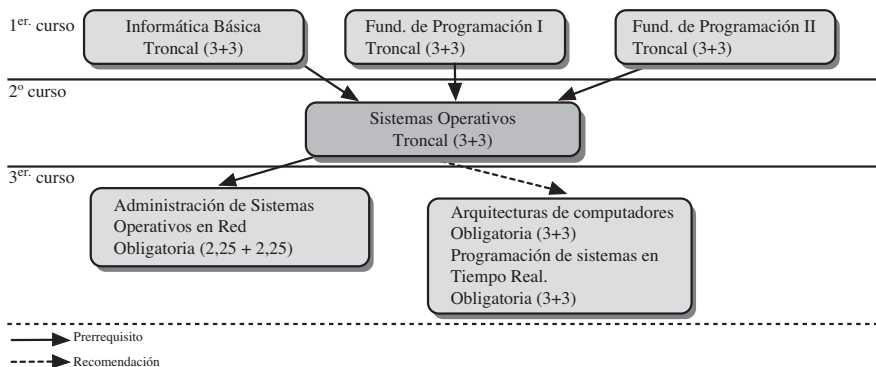 1er. curso
Informática Básica
Troncal (3+3)
Fund. de Programación I
Troncal (3+3)
Fund. de Programación II
Troncal (3+3)
2º curso
Sistemas Operativos
Troncal (3+3)
3er. curso
Administración de Sistemas
Operativos en Red
Obligatoria (2,25 + 2,25)
Arquitecturas de computadores
Obligatoria (3+3)
Programación de sistemas en
Tiempo Real.
Obligatoria (3+3)
Prerrequisito
Recomendación